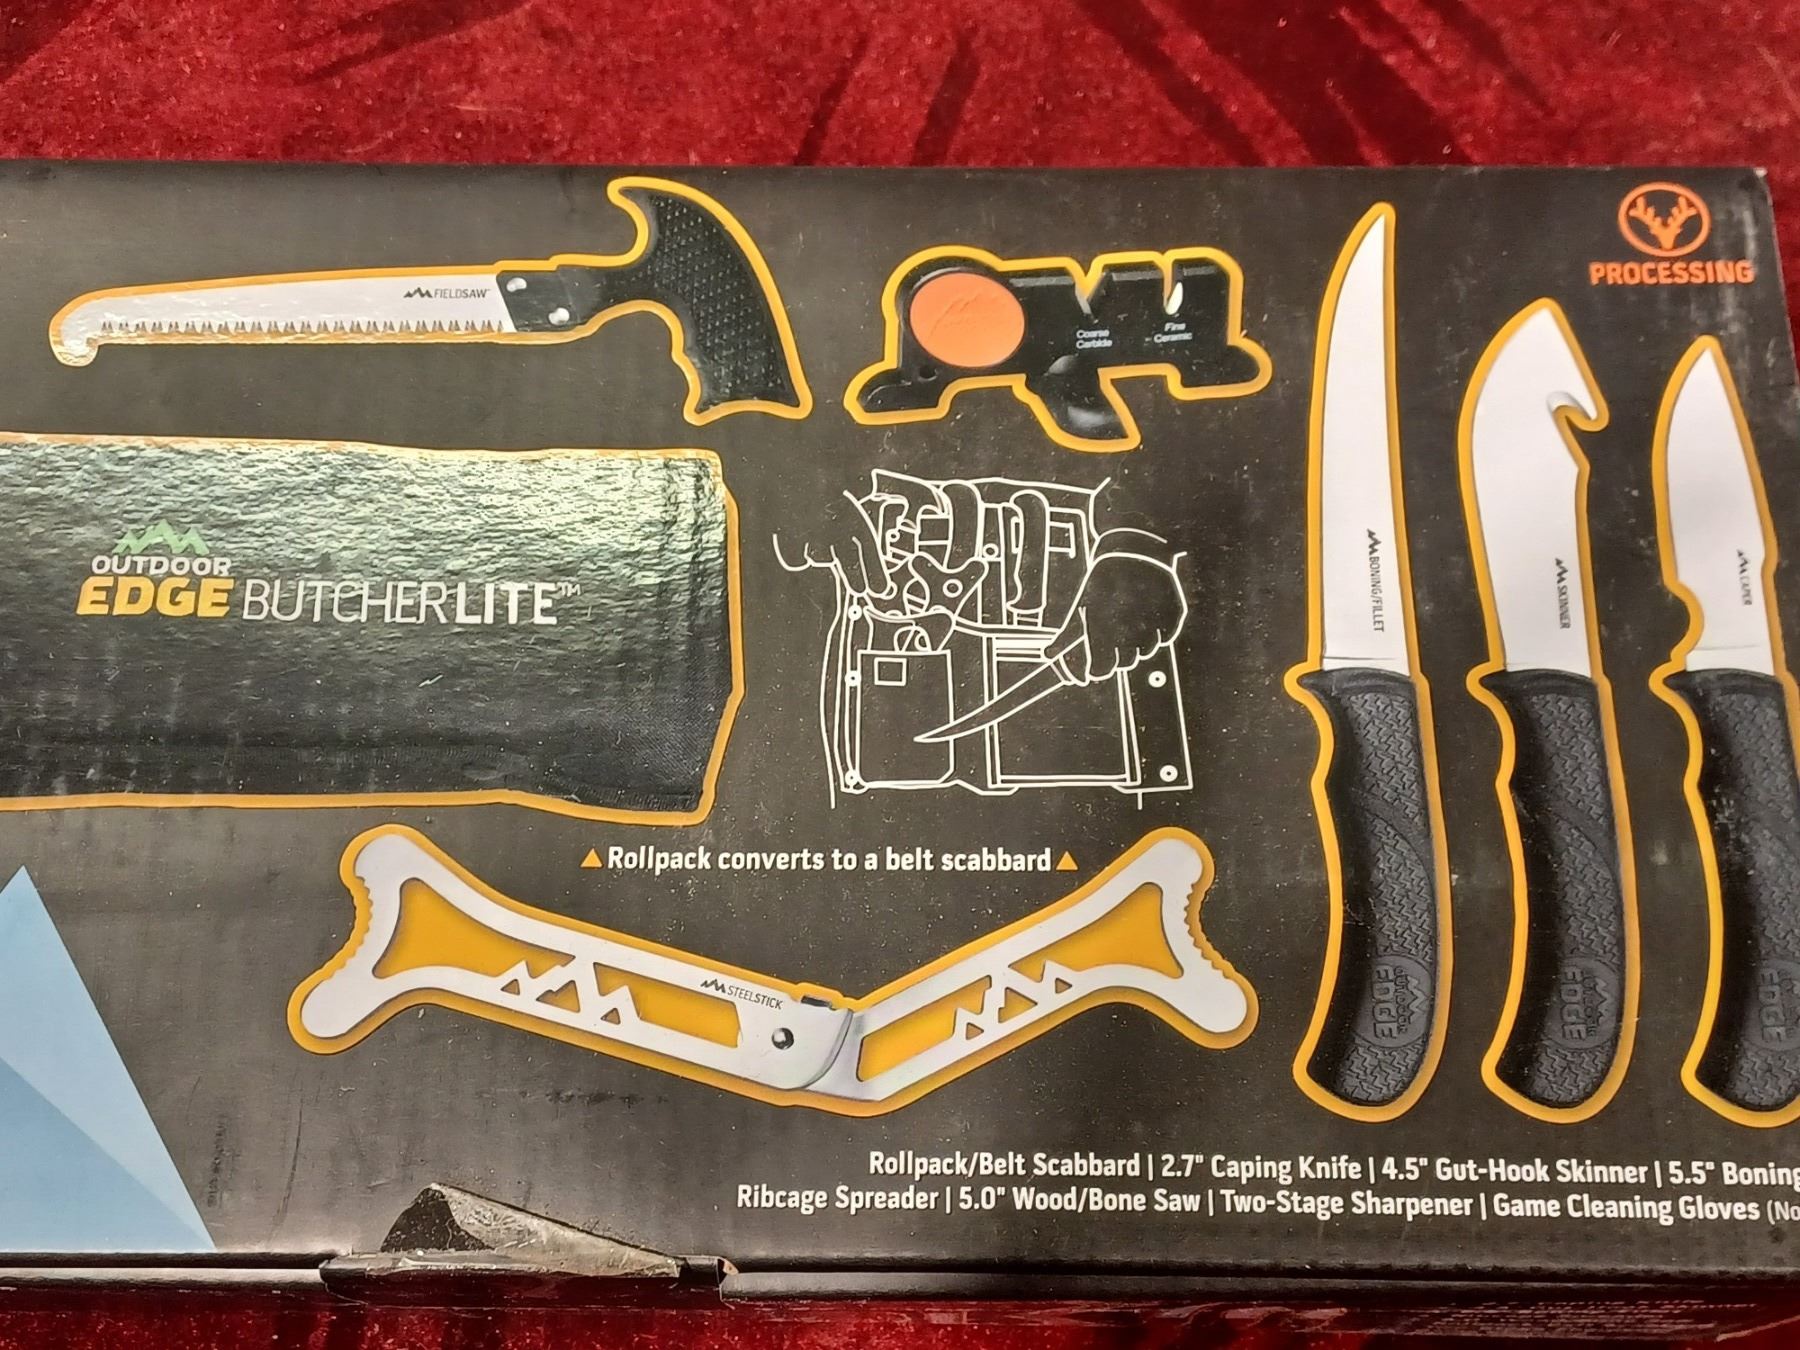 FIELDSAW™
PROCESSING
Coarse
Carbide
Fine
Ceramic
OUTDOOR
EDGE BUTCHERLITE™
BONING/FILLET
SKINNER
CAPER
▲Rollpack converts to a belt scabbard▲
STEELSTICK
OUTDOOR
EDGE
OUTDOOR
EDGE
EDGE
Rollpack/Belt Scabbard | 2.7" Caping Knife | 4.5" Gut-Hook Skinner | 5.5" Boning
Ribcage Spreader | 5.0" Wood/Bone Saw | Two-Stage Sharpener | Game Cleaning Gloves (No